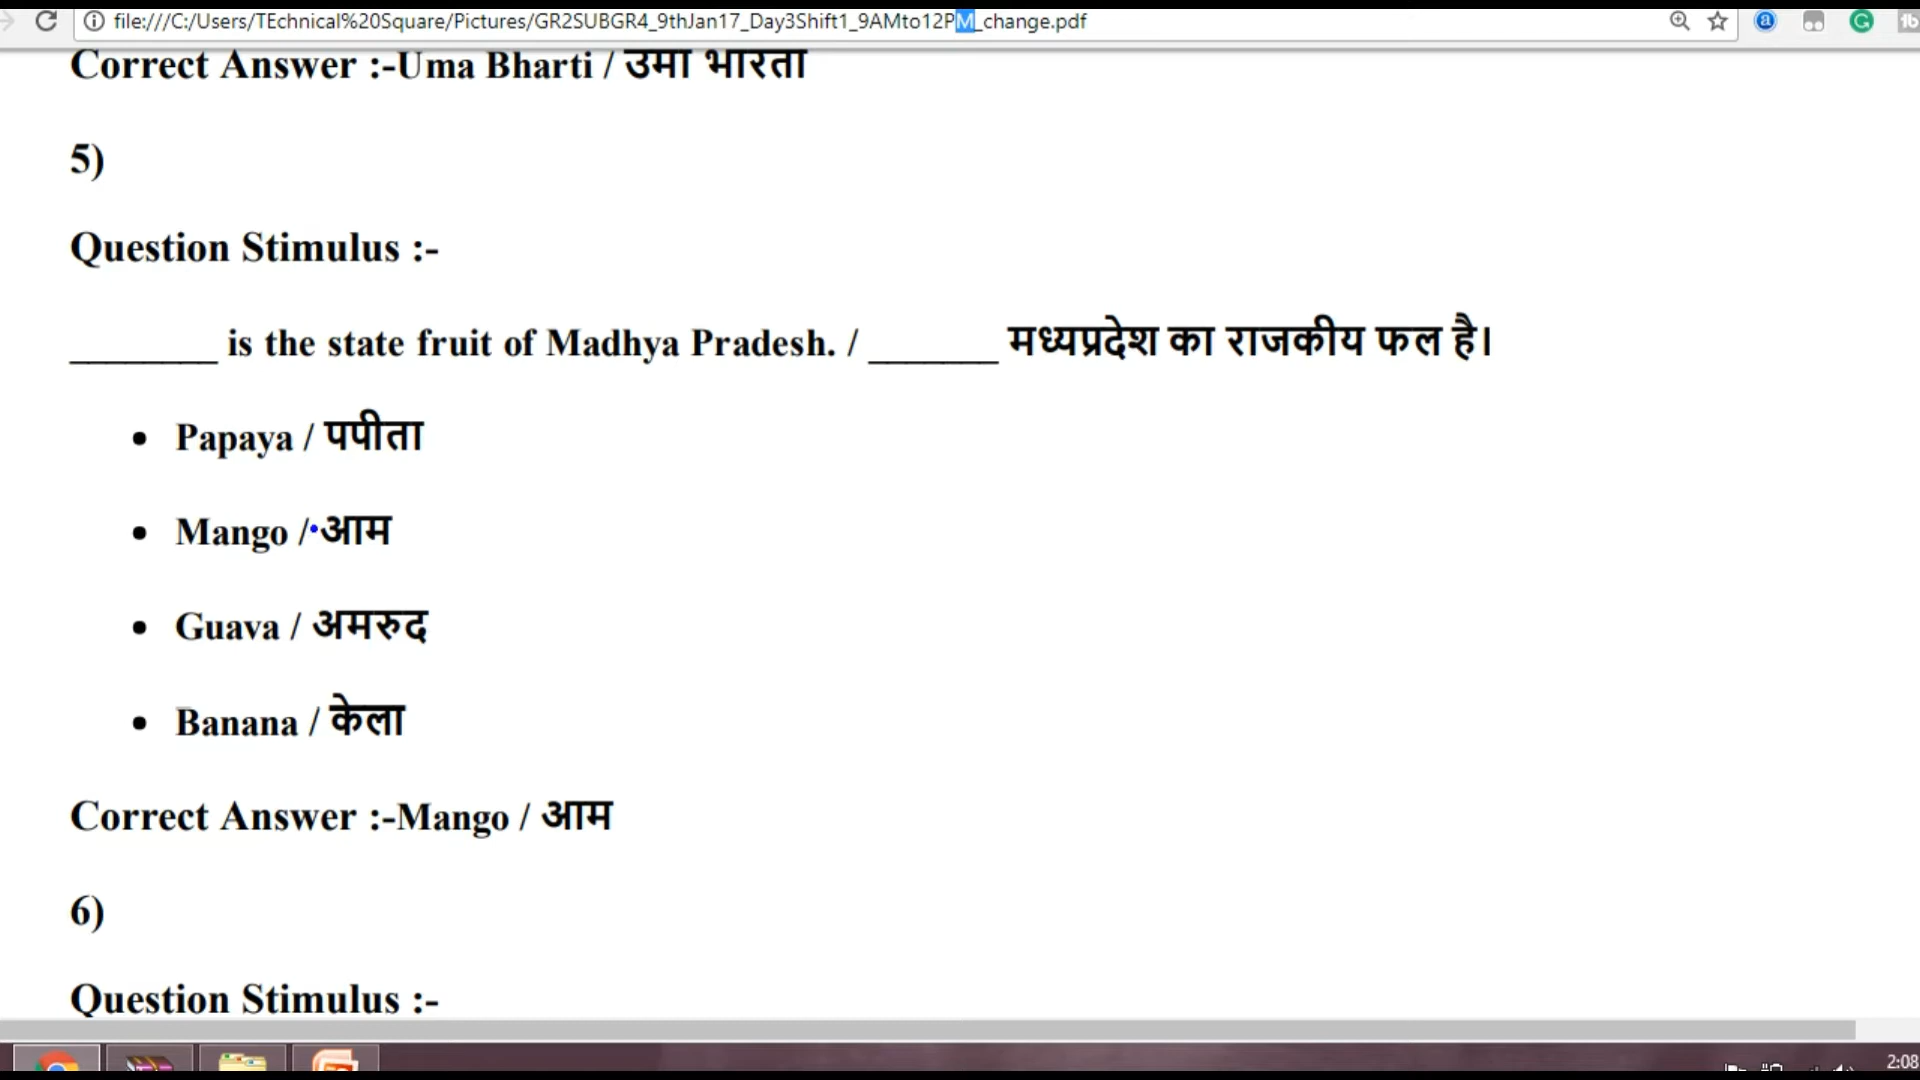 file:///C:/Users/TEchnical%20Square/Pictures/GR2SUBGR4_9thJan17_Day3Shift1_9AMto12PM_change.pdf
Correct Answer :-Uma Bharti / उमा भारती
5)
Question Stimulus :-
________ is the state fruit of Madhya Pradesh. / _______ मध्यप्रदेश का राजकीय फल है।
• Papaya / पपीता
• Mango / आम
• Guava / अमरुद
• Banana / केला
Correct Answer :-Mango / आम
6)
Question Stimulus :-
2:08